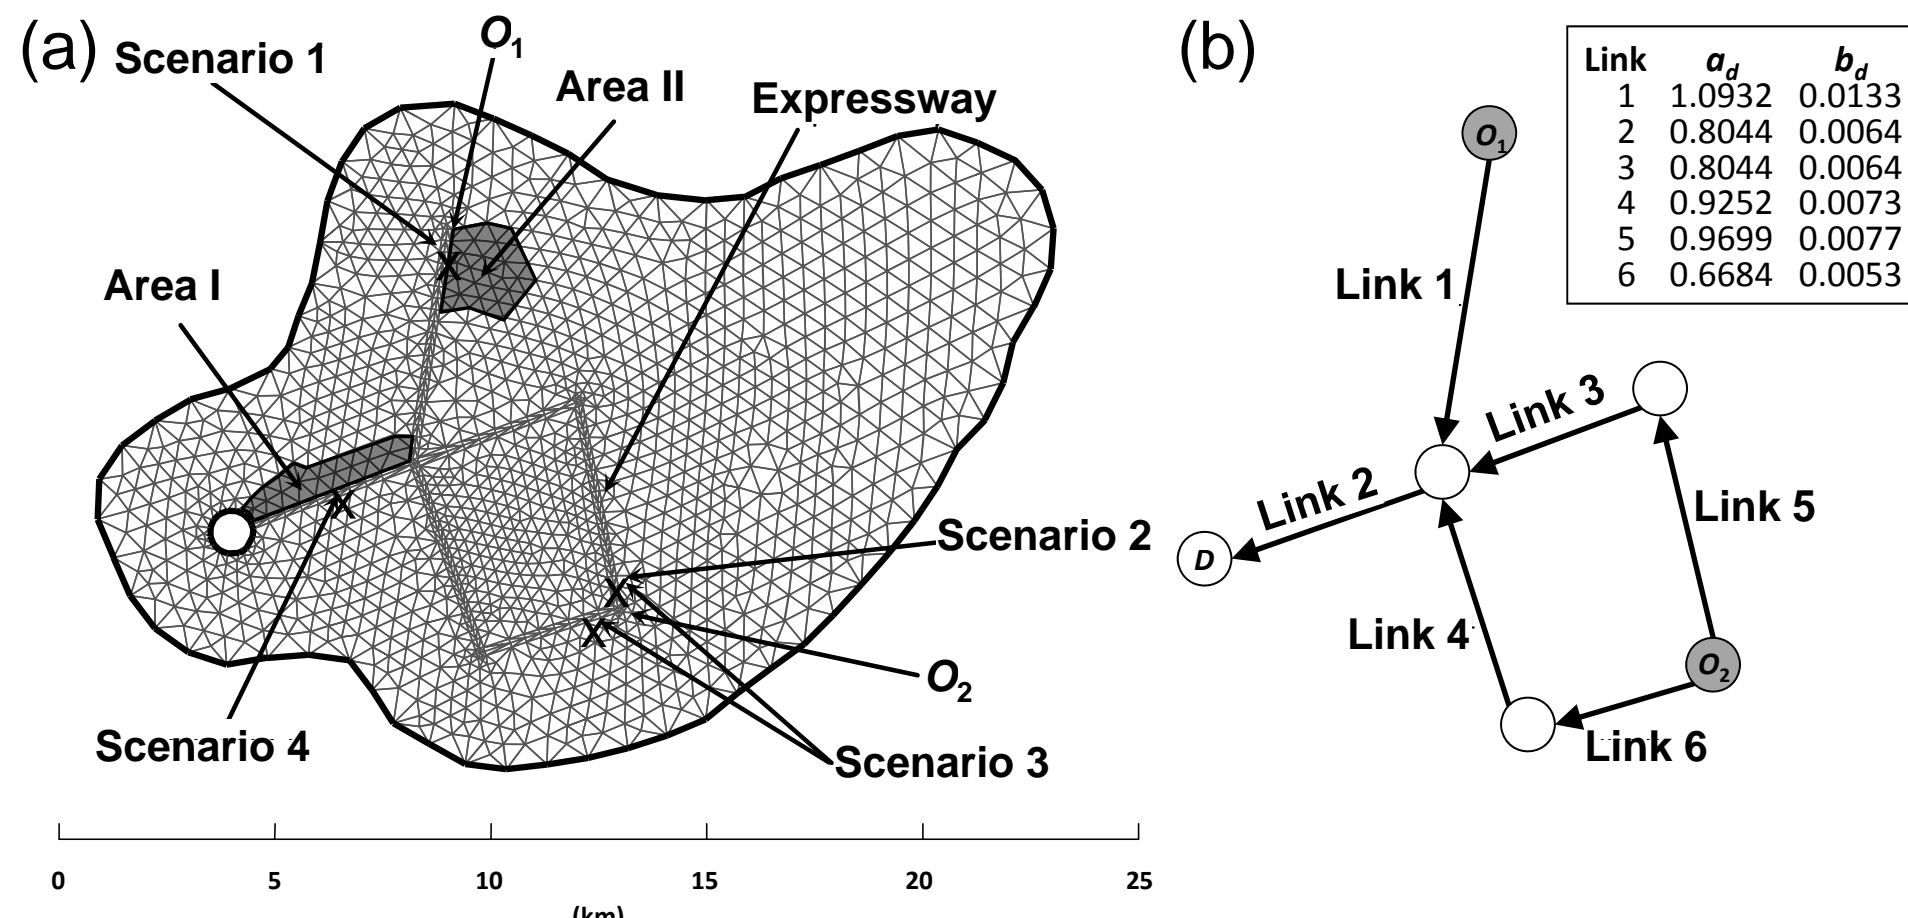 (a)
Scenario 1
O1
Area II
Expressway
Area I
Scenario 2
O2
Scenario 3
Scenario 4
X
X
X
X
0 5 10 15 20 25
(km)
(b)
Link ad bd
1 1.0932 0.0133
2 0.8044 0.0064
3 0.8044 0.0064
4 0.9252 0.0073
5 0.9699 0.0077
6 0.6684 0.0053
O1
Link 1
Link 3
Link 2
Link 5
D
Link 4
O2
Link 6